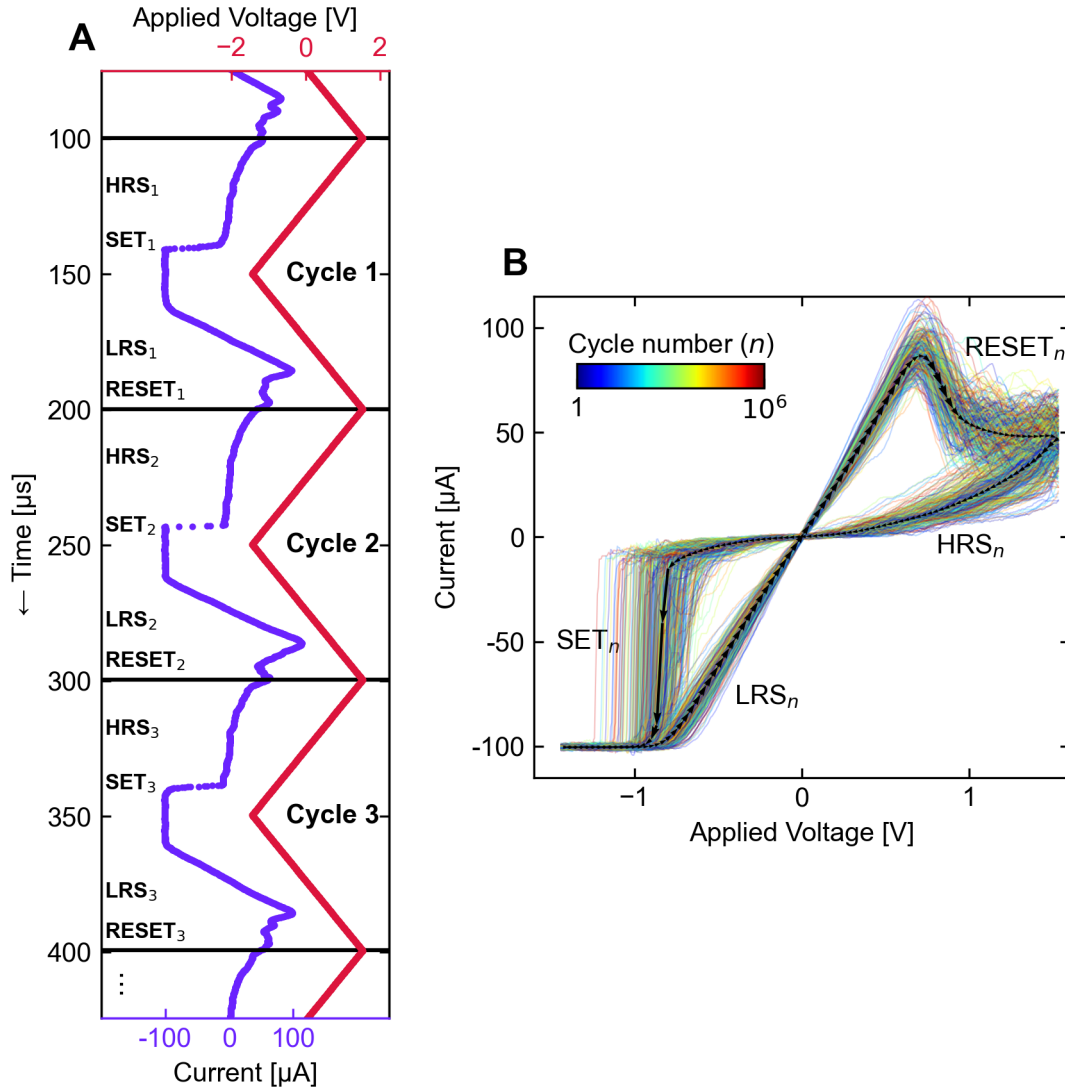 A
Applied Voltage [V]
−2 0 2
100
HRS₁
SET₁
150
Cycle 1
LRS₁
RESET₁
200
HRS₂
SET₂
250
Cycle 2
LRS₂
RESET₂
300
HRS₃
SET₃
350
Cycle 3
LRS₃
RESET₃
400
⋮
← Time [µs]
-100 0 100
Current [µA]
B
Cycle number (n)
1 10⁶
RESETₙ
HRSₙ
SETₙ
LRSₙ
100
50
0
-50
-100
Current [µA]
−1 0 1
Applied Voltage [V]